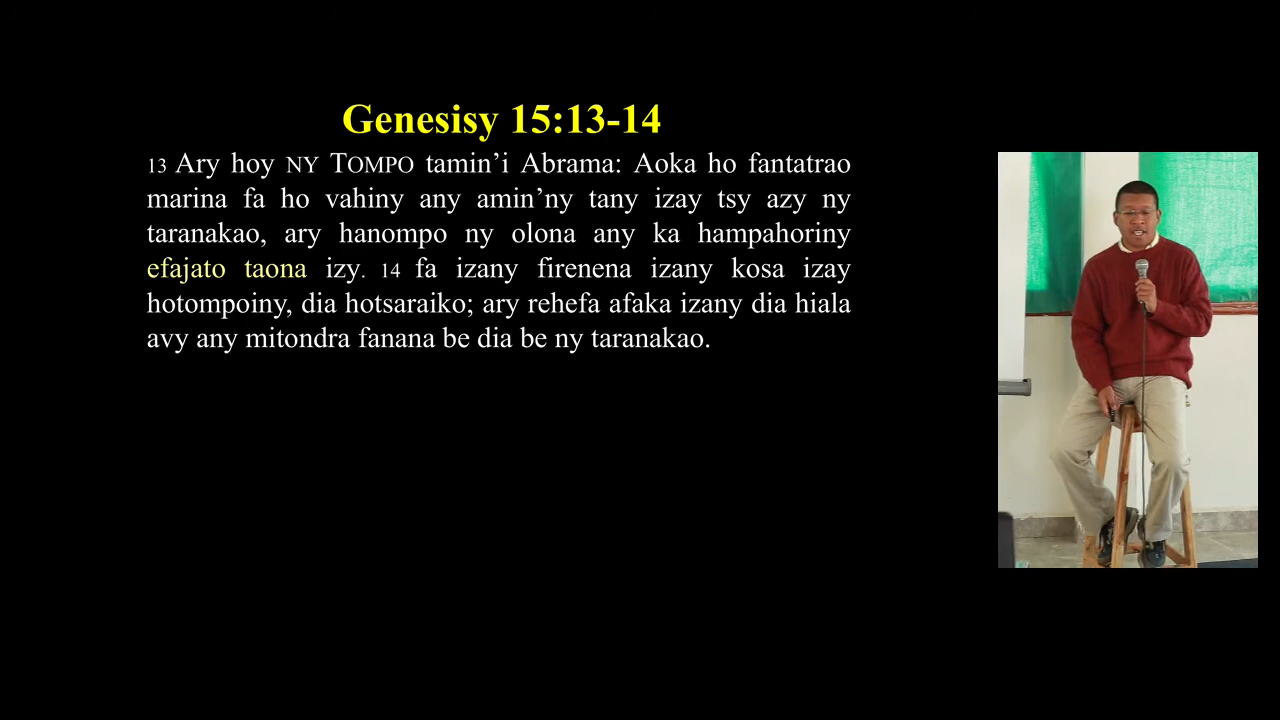 Genesisy 15:13-14
13 Ary hoy NY TOMPO tamin’i Abrama: Aoka ho fantatrao
marina fa ho vahiny any amin’ny tany izay tsy azy ny
taranakao, ary hanompo ny olona any ka hampahoriny
efajato taona izy. 14 fa izany firenena izany kosa izay
hotompoiny, dia hotsaraiko; ary rehefa afaka izany dia hiala
avy any mitondra fanana be dia be ny taranakao.